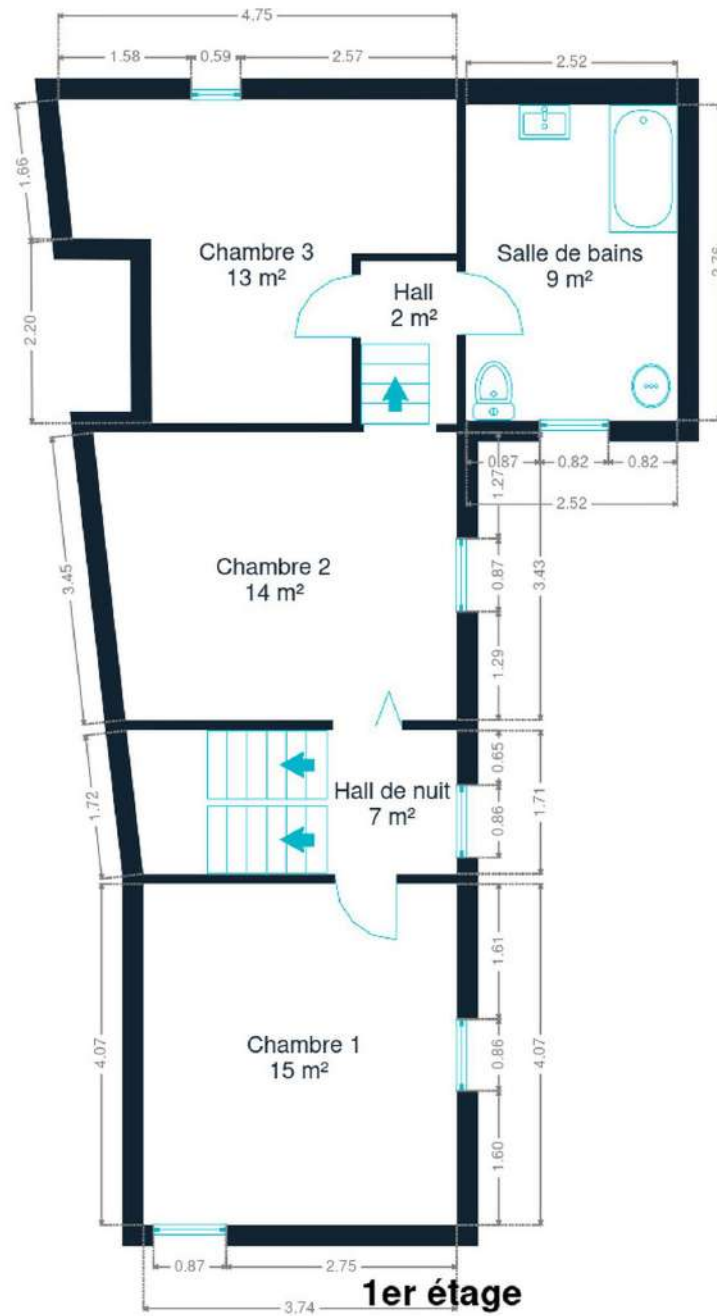 4.75
1.58 0.59 2.57
2.52
1.66
Chambre 3
13 m²
Salle de bains
9 m²
Hall
2 m²
3.76
2.20
0.87 0.82 0.82
2.52
1.27
3.45
Chambre 2
14 m²
0.87
3.43
1.29
0.65
1.72
Hall de nuit
7 m²
0.86
1.71
1.61
4.07
Chambre 1
15 m²
0.86
4.07
1.60
0.87 2.75
3.74
1er étage